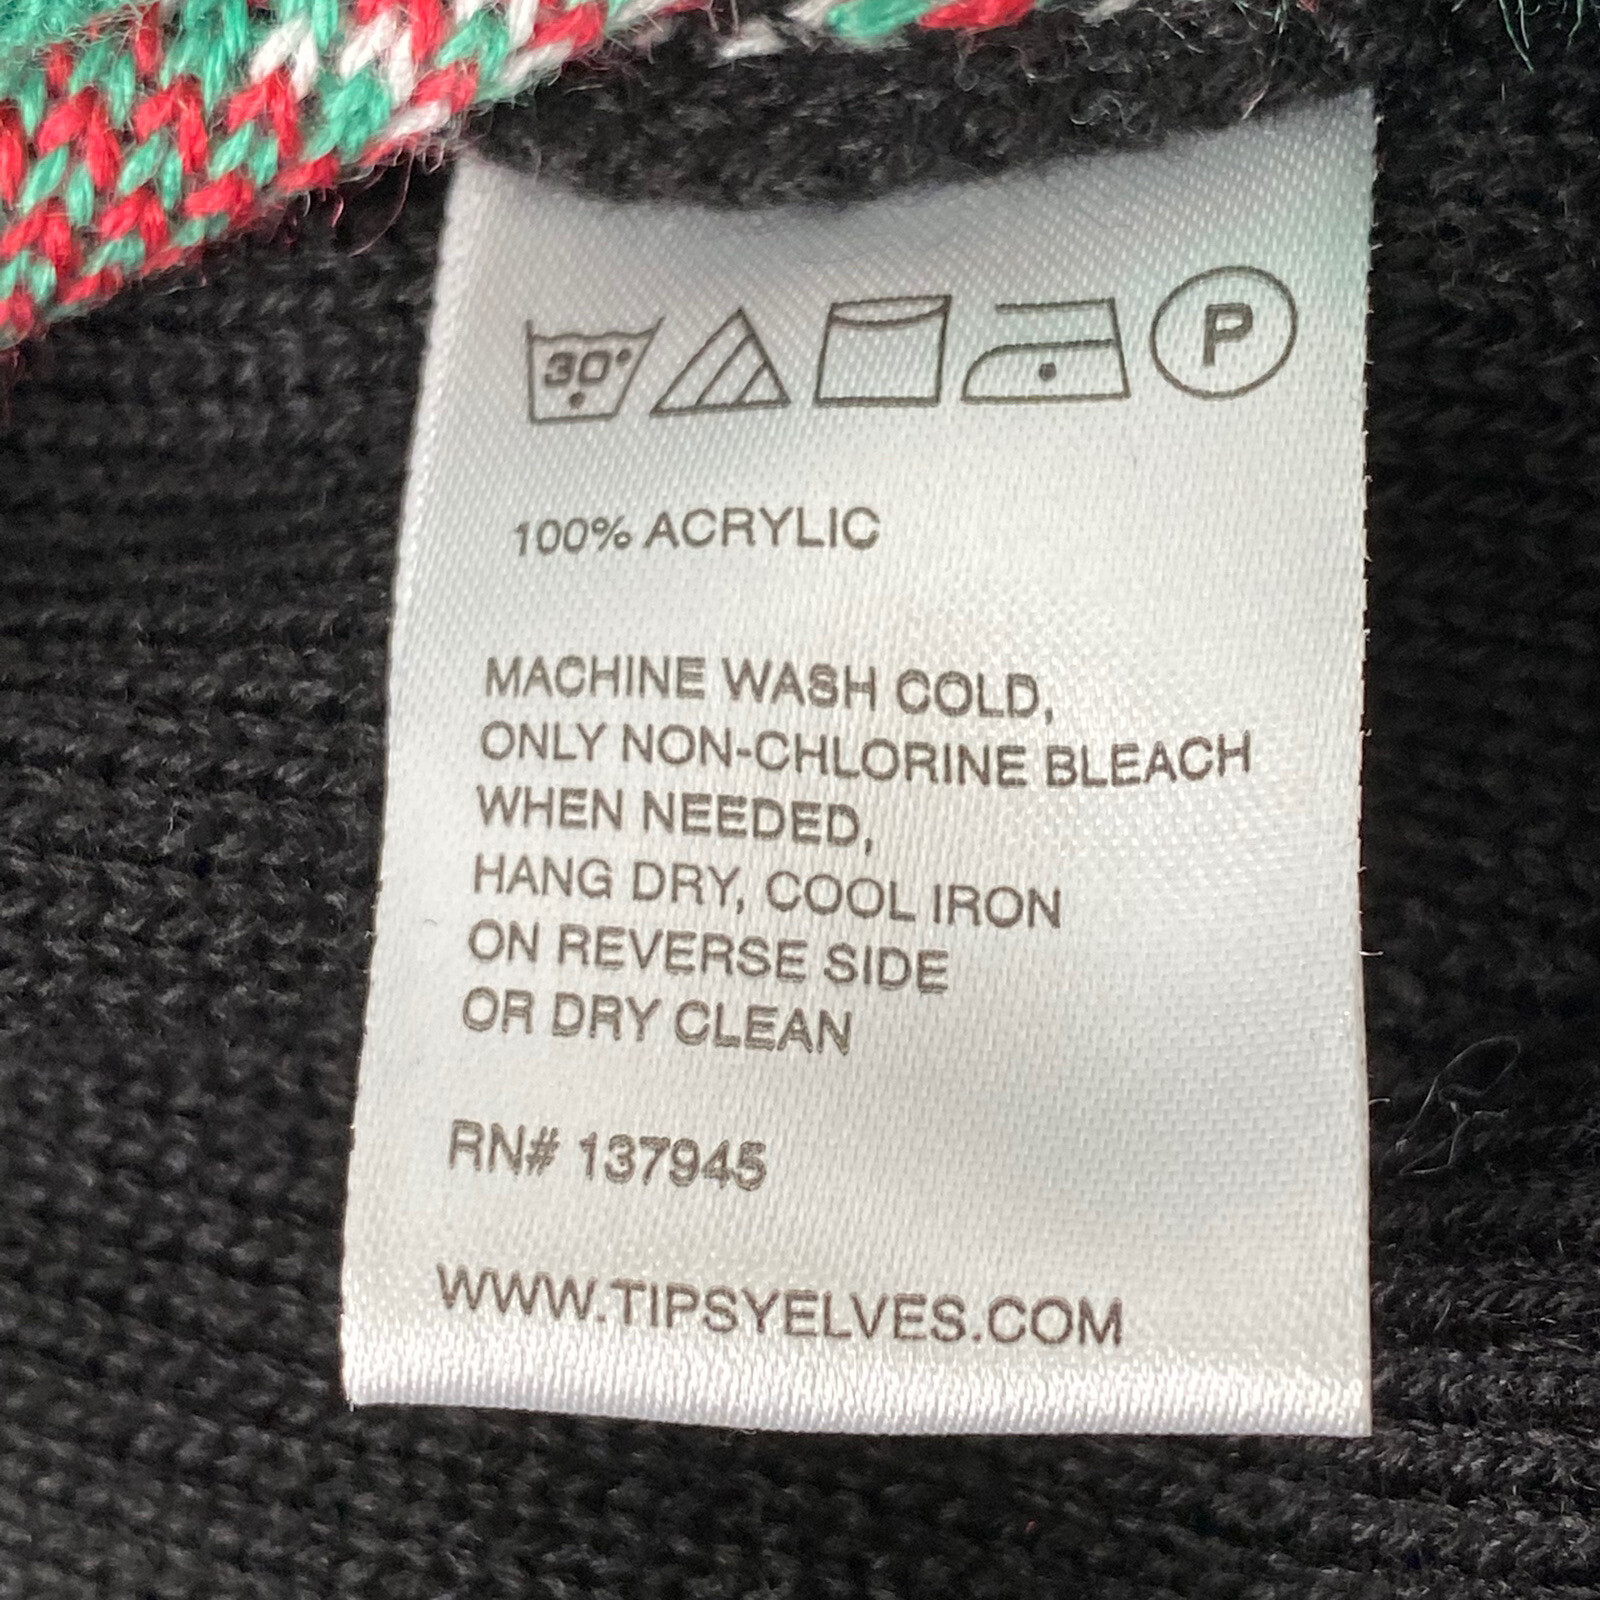 30°
P
100% ACRYLIC
MACHINE WASH COLD,
ONLY NON-CHLORINE BLEACH
WHEN NEEDED,
HANG DRY, COOL IRON
ON REVERSE SIDE
OR DRY CLEAN
RN# 137945
WWW.TIPSYELVES.COM